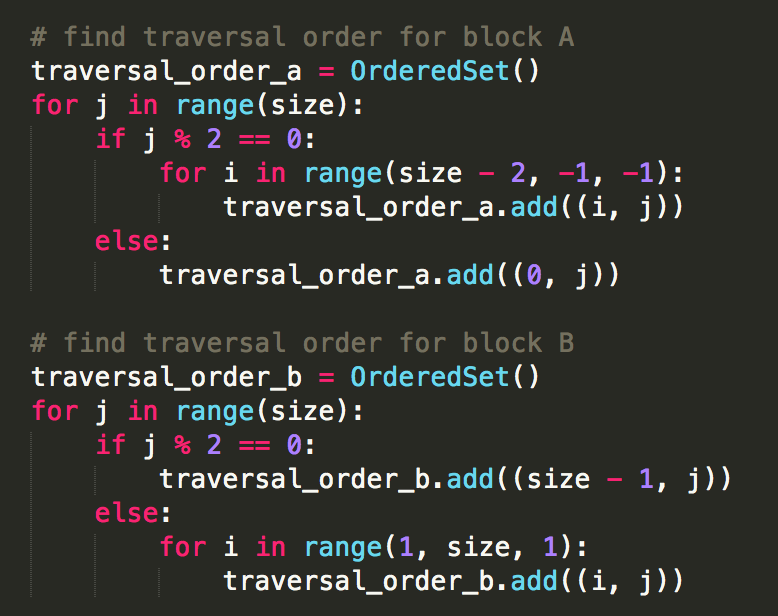 # find traversal order for block A
traversal_order_a = OrderedSet()
for j in range(size):
    if j % 2 == 0:
        for i in range(size - 2, -1, -1):
            traversal_order_a.add((i, j))
    else:
        traversal_order_a.add((0, j))

# find traversal order for block B
traversal_order_b = OrderedSet()
for j in range(size):
    if j % 2 == 0:
        traversal_order_b.add((size - 1, j))
    else:
        for i in range(1, size, 1):
            traversal_order_b.add((i, j))